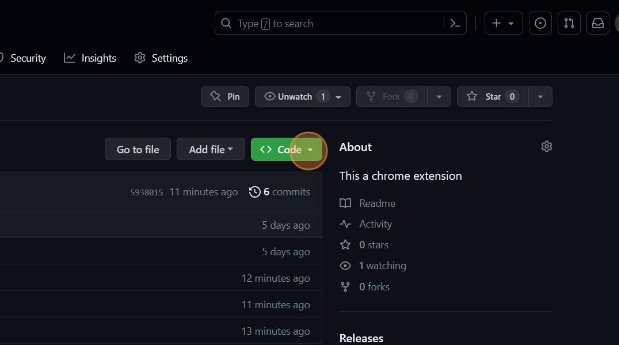 Type / to search
Security
Insights
Settings
Pin
Unwatch 1
Fork 0
Star 0
Go to file
Add file
<> Code
About
This a chrome extension
5938015 11 minutes ago 6 commits
Readme
Activity
0 stars
1 watching
0 forks
5 days ago
5 days ago
12 minutes ago
11 minutes ago
13 minutes ago
Releases